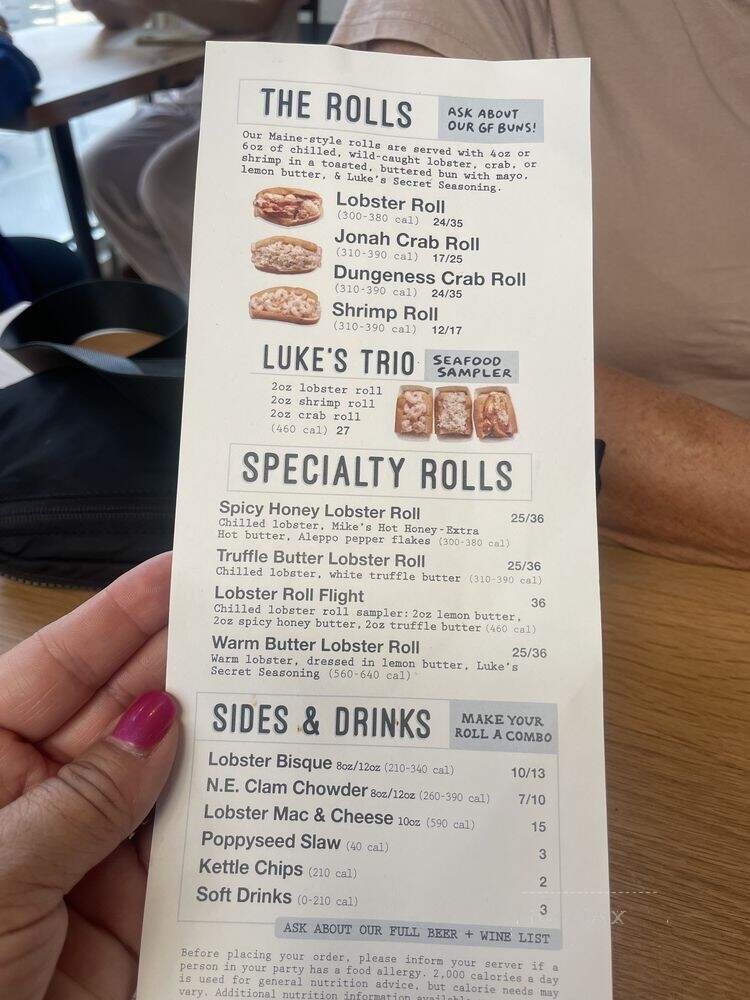 THE ROLLS
ASK ABOUT
OUR GF BUNS!
Our Maine-style rolls are served with 4oz or
6oz of chilled, wild-caught lobster, crab, or
shrimp in a toasted, buttered bun with mayo,
lemon butter, & Luke's Secret Seasoning.
Lobster Roll
(300-380 cal) 24/35
Jonah Crab Roll
(310-390 cal) 17/25
Dungeness Crab Roll
(310-390 cal) 24/35
Shrimp Roll
(310-390 cal) 12/17
LUKE'S TRIO
SEAFOOD
SAMPLER
2oz lobster roll
2oz shrimp roll
2oz crab roll
(460 cal) 27
SPECIALTY ROLLS
Spicy Honey Lobster Roll 25/36
Chilled lobster, Mike's Hot Honey-Extra
Hot butter, Aleppo pepper flakes (300-380 cal)
Truffle Butter Lobster Roll 25/36
Chilled lobster, white truffle butter (310-390 cal)
Lobster Roll Flight 36
Chilled lobster roll sampler: 2oz lemon butter,
2oz spicy honey butter, 2oz truffle butter (460 cal)
Warm Butter Lobster Roll 25/36
Warm lobster, dressed in lemon butter, Luke's
Secret Seasoning (560-640 cal)
SIDES & DRINKS
MAKE YOUR
ROLL A COMBO
Lobster Bisque 8oz/12oz (210-340 cal) 10/13
N.E. Clam Chowder 8oz/12oz (260-390 cal) 7/10
Lobster Mac & Cheese 10oz (590 cal) 15
Poppyseed Slaw (40 cal) 3
Kettle Chips (210 cal) 2
Soft Drinks (0-210 cal) 3
ASK ABOUT OUR FULL BEER + WINE LIST
Before placing your order, please inform your server if a
person in your party has a food allergy. 2,000 calories a day
is used for general nutrition advice, but calorie needs may
vary. Additional nutrition information